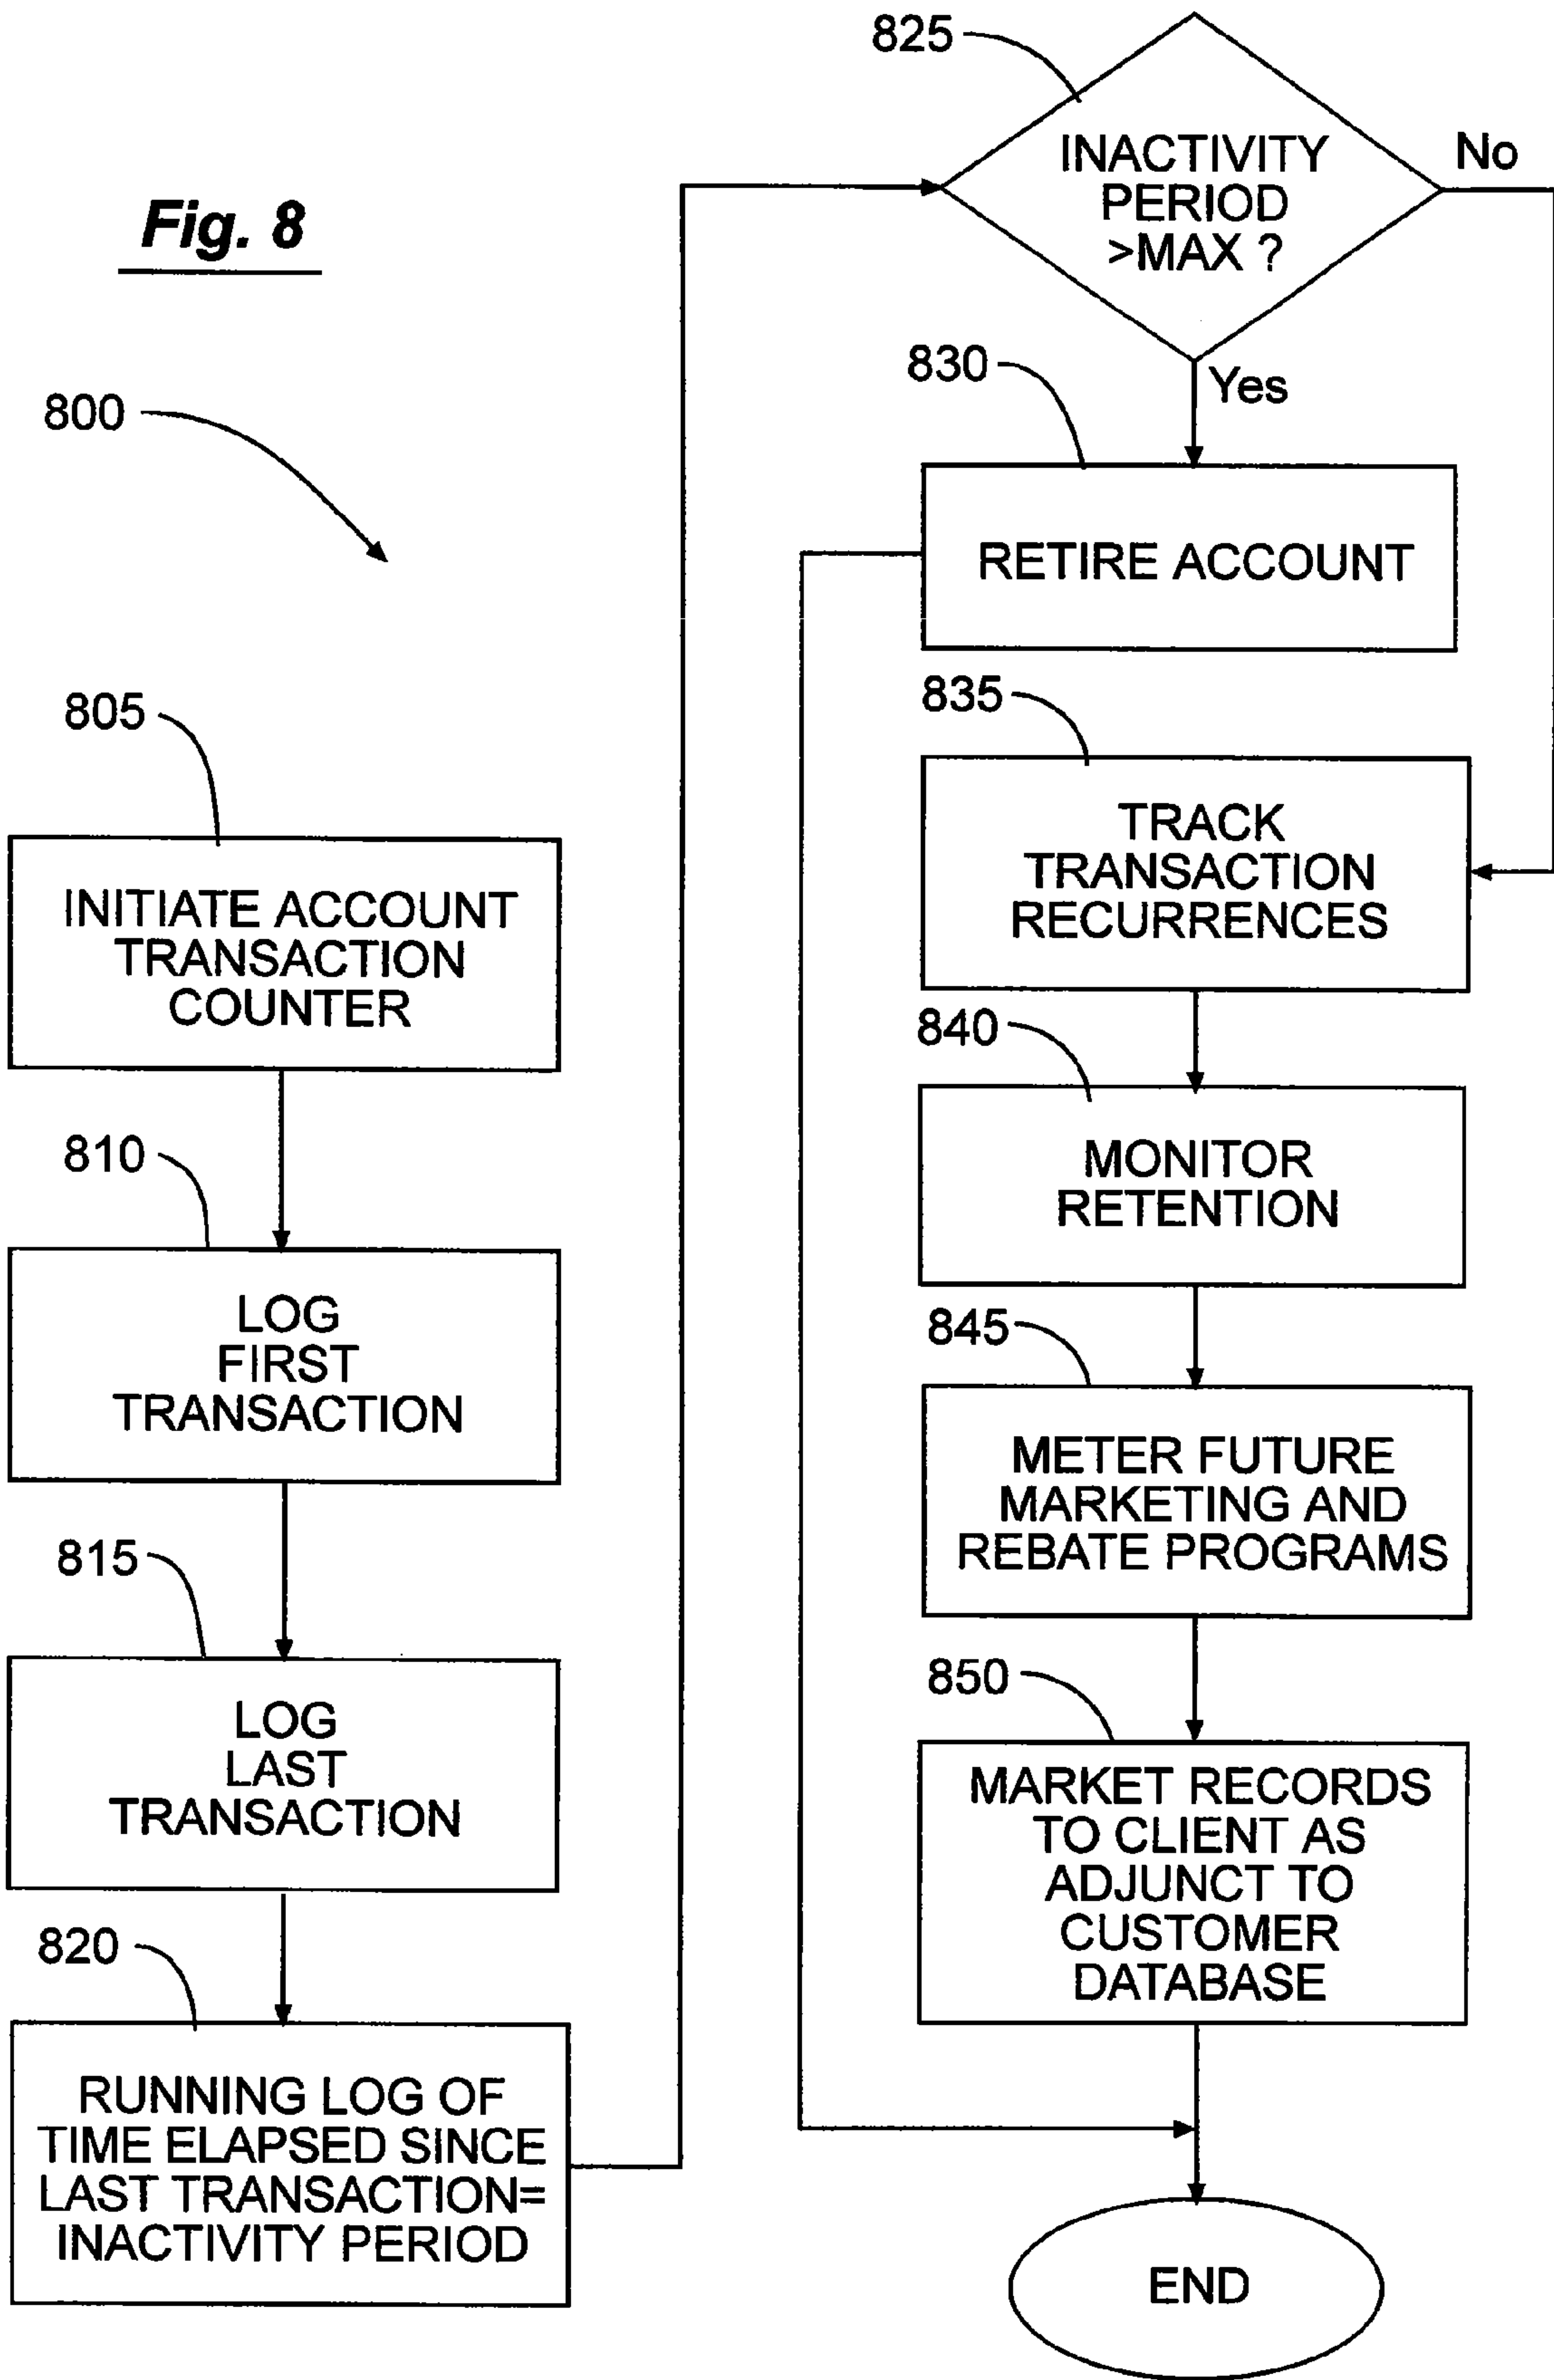 Fig. 8
800
805
INITIATE ACCOUNT
TRANSACTION
COUNTER
810
LOG
FIRST
TRANSACTION
815
LOG
LAST
TRANSACTION
820
RUNNING LOG OF
TIME ELAPSED SINCE
LAST TRANSACTION=
INACTIVITY PERIOD
825
INACTIVITY
PERIOD
>MAX ?
No
Yes
830
RETIRE ACCOUNT
835
TRACK
TRANSACTION
RECURRENCES
840
MONITOR
RETENTION
845
METER FUTURE
MARKETING AND
REBATE PROGRAMS
850
MARKET RECORDS
TO CLIENT AS
ADJUNCT TO
CUSTOMER
DATABASE
END